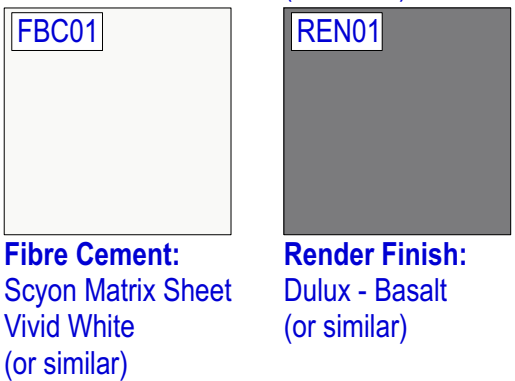 FBC01
Fibre Cement:
Scyon Matrix Sheet
Vivid White
(or similar)
REN01
Render Finish:
Dulux - Basalt
(or similar)